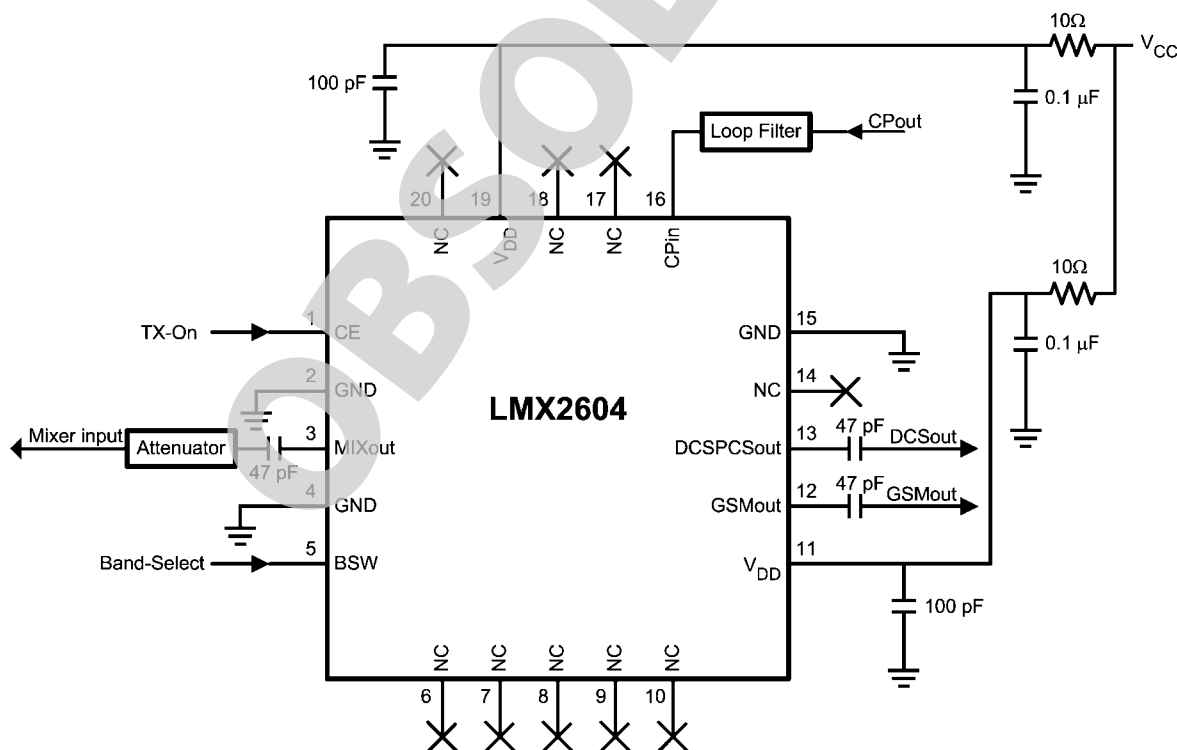 10Ω
VCC
100 pF
0.1 µF
Loop Filter
CPout
20
19
18
17
16
NC
VDD
NC
NC
CPin
10Ω
0.1 µF
TX-On
1
CE
2
GND
Mixer input
Attenuator
47 pF
3
MIXout
4
GND
Band-Select
5
BSW
LMX2604
GND
15
NC
14
DCSPCSout
13
47 pF
DCSout
GSMout
12
47 pF
GSMout
VDD
11
100 pF
NC
NC
NC
NC
NC
6
7
8
9
10